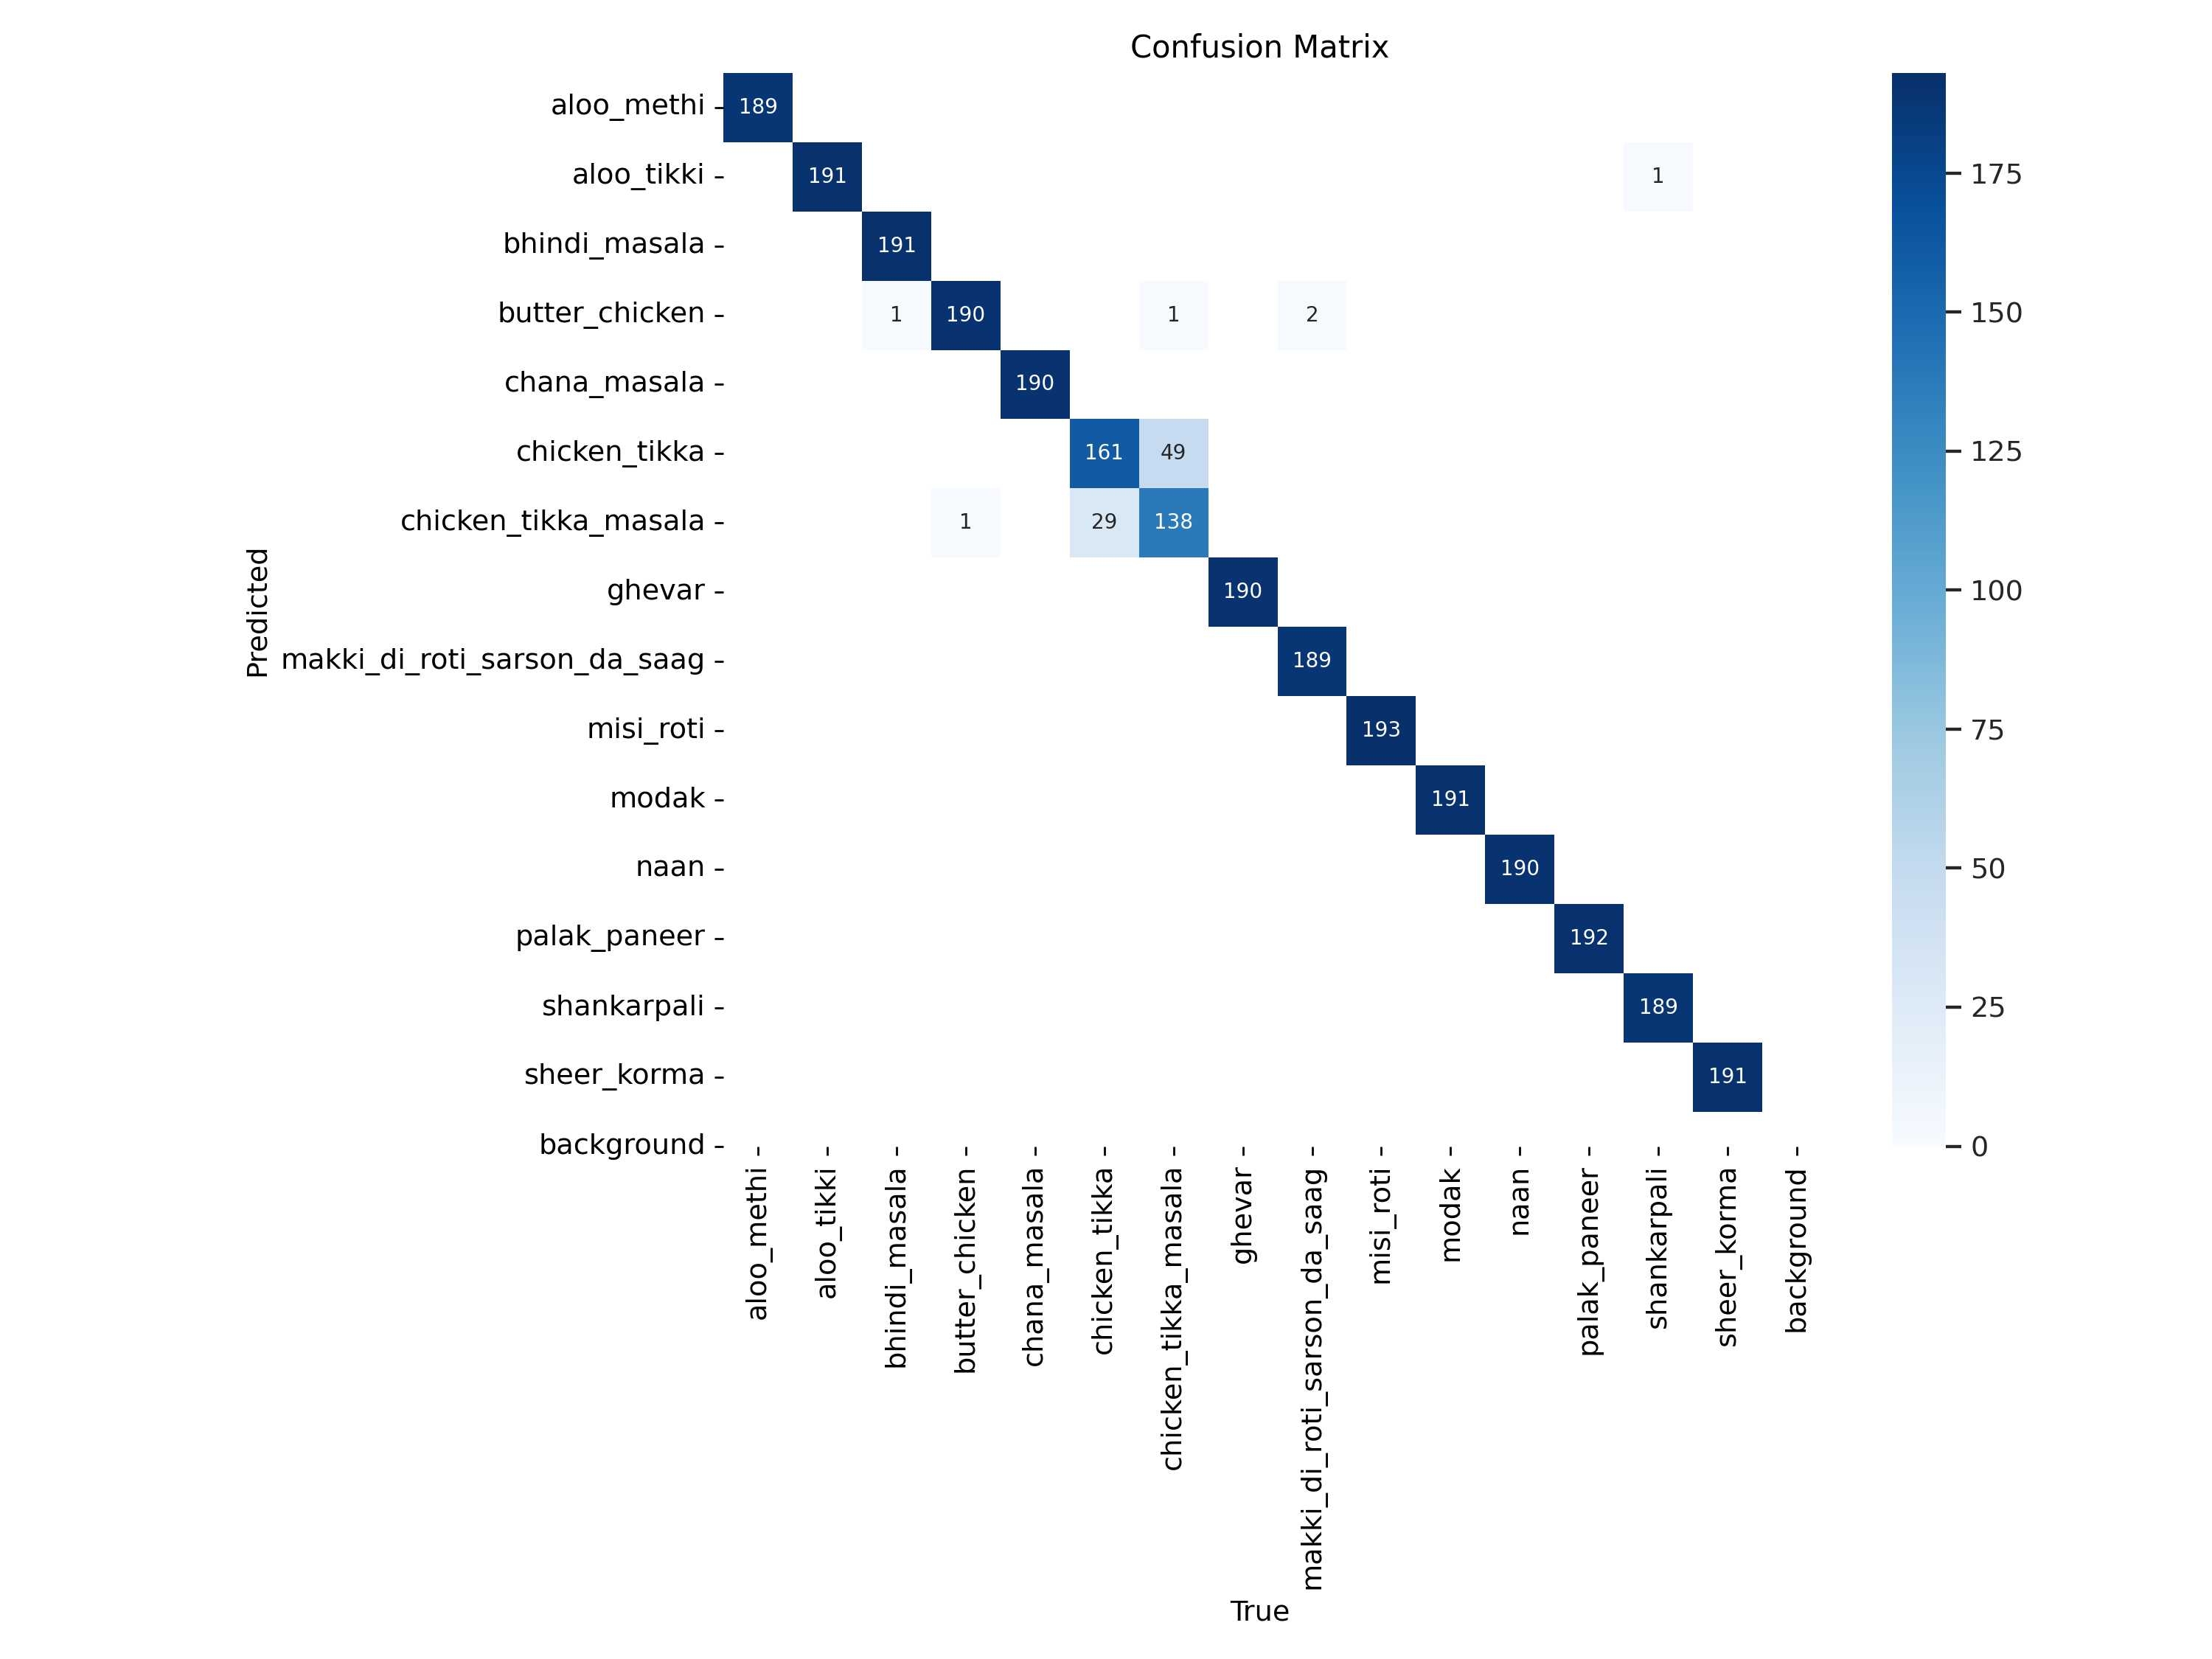 Confusion Matrix
aloo_methi 189
aloo_tikki 191 1 175
bhindi_masala 191
butter_chicken 1 190 1 2 150
chana_masala 190
chicken_tikka 161 49 125
chicken_tikka_masala 1 29 138
ghevar 190 100
makki_di_roti_sarson_da_saag 189
misi_roti 193 75
modak 191
naan 190 50
palak_paneer 192
shankarpali 189 25
sheer_korma 191
background 0
Predicted
aloo_methi
aloo_tikki
bhindi_masala
butter_chicken
chana_masala
chicken_tikka
chicken_tikka_masala
ghevar
makki_di_roti_sarson_da_saag
misi_roti
modak
naan
palak_paneer
shankarpali
sheer_korma
background
True